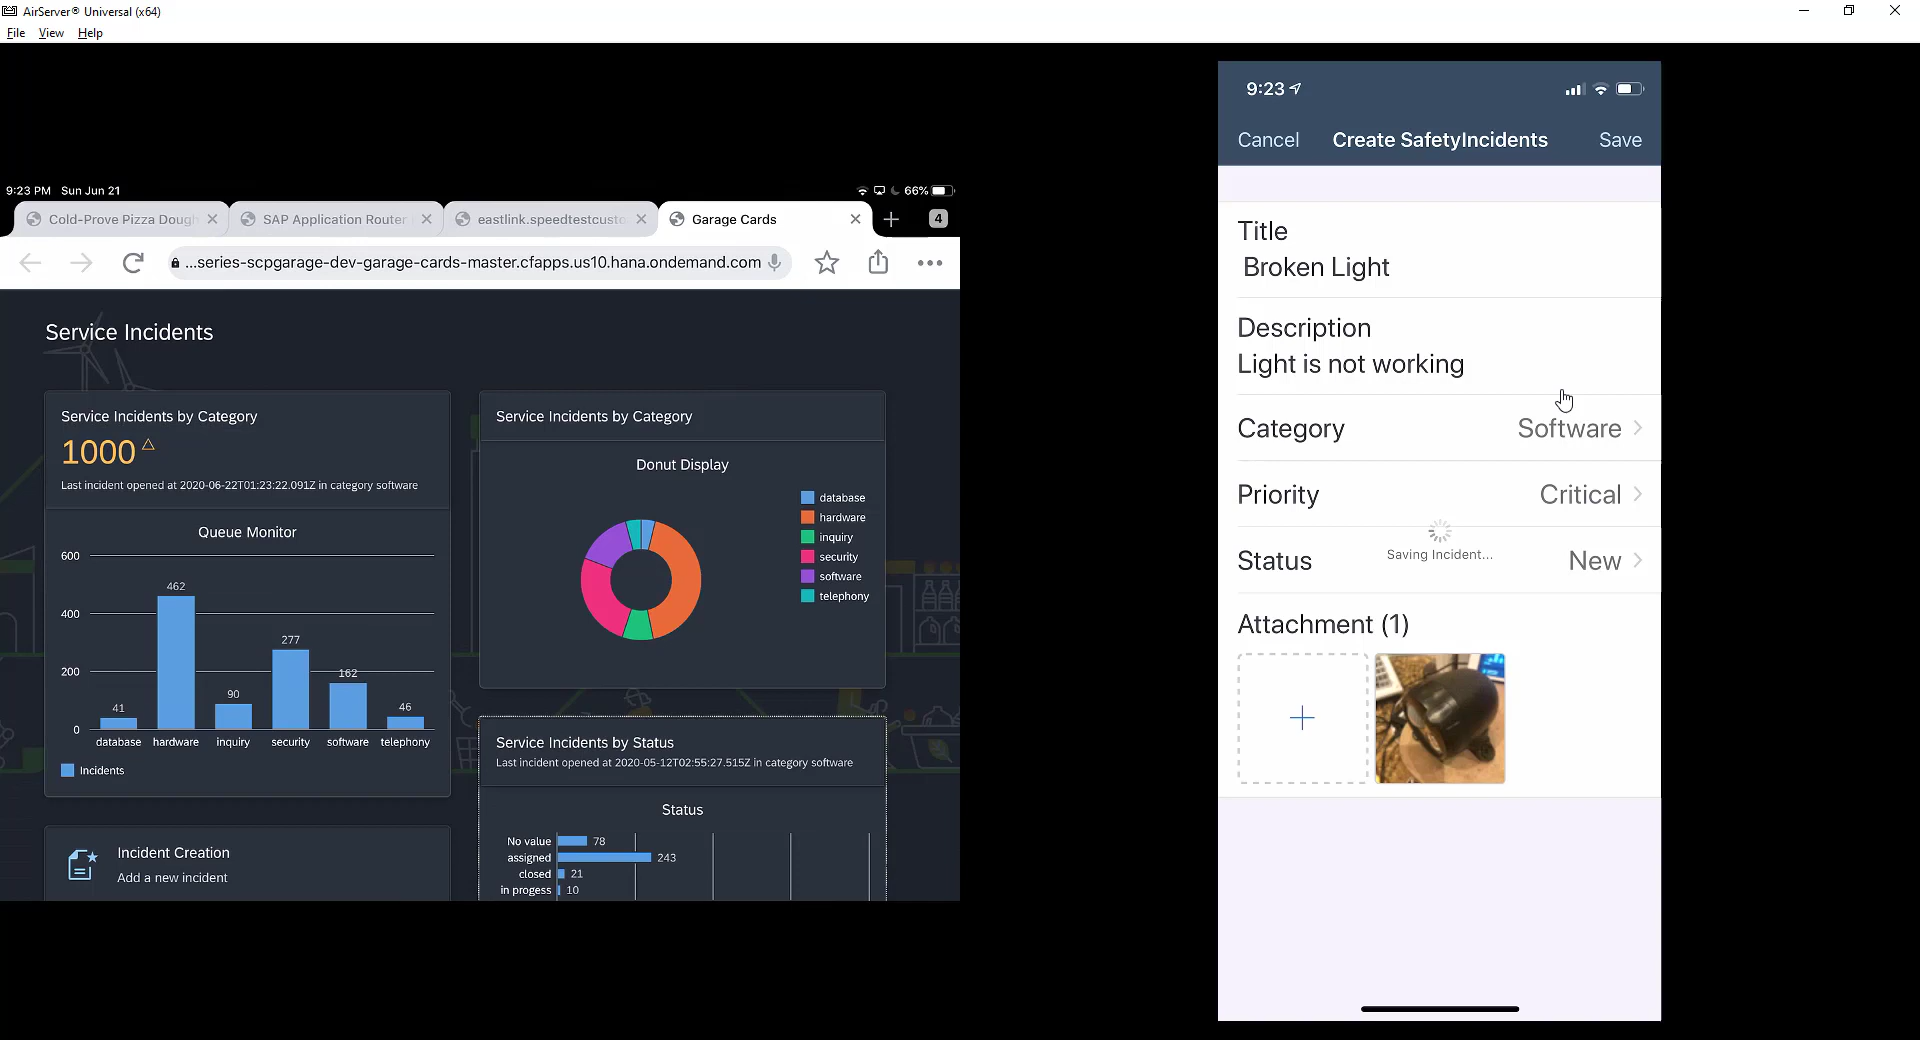 AirServer® Universal (x64)
File View Help
9:23 PM Sun Jun 21
66%
Cold-Prove Pizza Dough
SAP Application Router
eastlink.speedtestcusto
Garage Cards
4
...series-scpgarage-dev-garage-cards-master.cfapps.us10.hana.ondemand.com
Service Incidents
Service Incidents by Category
1000
Last incident opened at 2020-06-22T01:23:22.091Z in category software
Queue Monitor
600
400
200
0
41
462
90
277
162
46
database hardware inquiry security software telephony
Incidents
Incident Creation
Add a new incident
Service Incidents by Category
Donut Display
database
hardware
inquiry
security
software
telephony
Service Incidents by Status
Last incident opened at 2020-05-12T02:55:27.515Z in category software
Status
No value 78
assigned 243
closed 21
in progess 10
9:23
Cancel Create SafetyIncidents Save
Title
Broken Light
Description
Light is not working
Category Software
Priority Critical
Saving Incident...
Status New
Attachment (1)